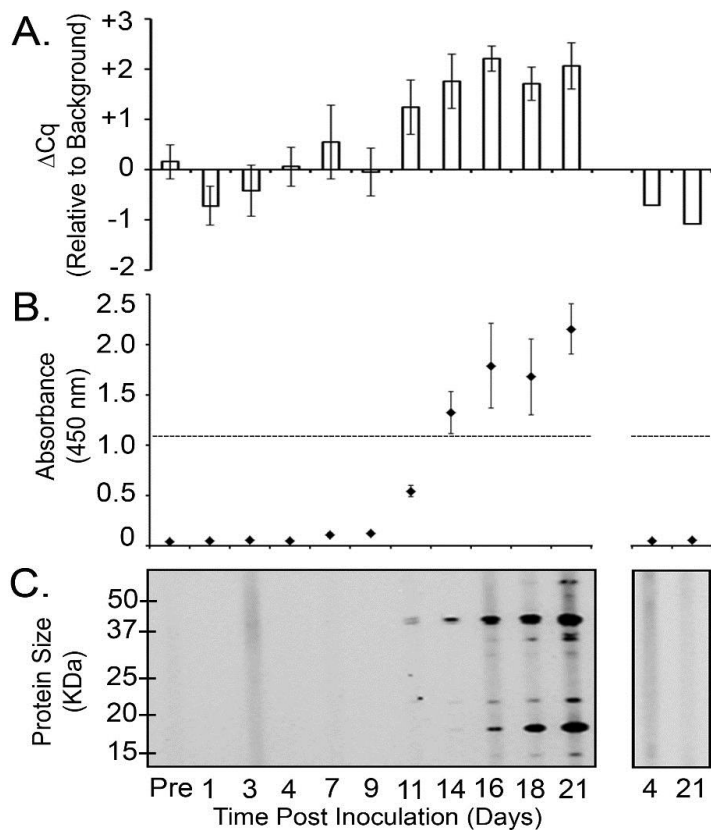 A.
ΔCq
(Relative to Background)
+3
+2
+1
0
-1
-2
B.
Absorbance
(450 nm)
2.5
2.0
1.5
1.0
0.5
0
C.
Protein Size
(KDa)
50
37
25
20
15
Pre 1 3 4 7 9 11 14 16 18 21 4 21
Time Post Inoculation (Days)